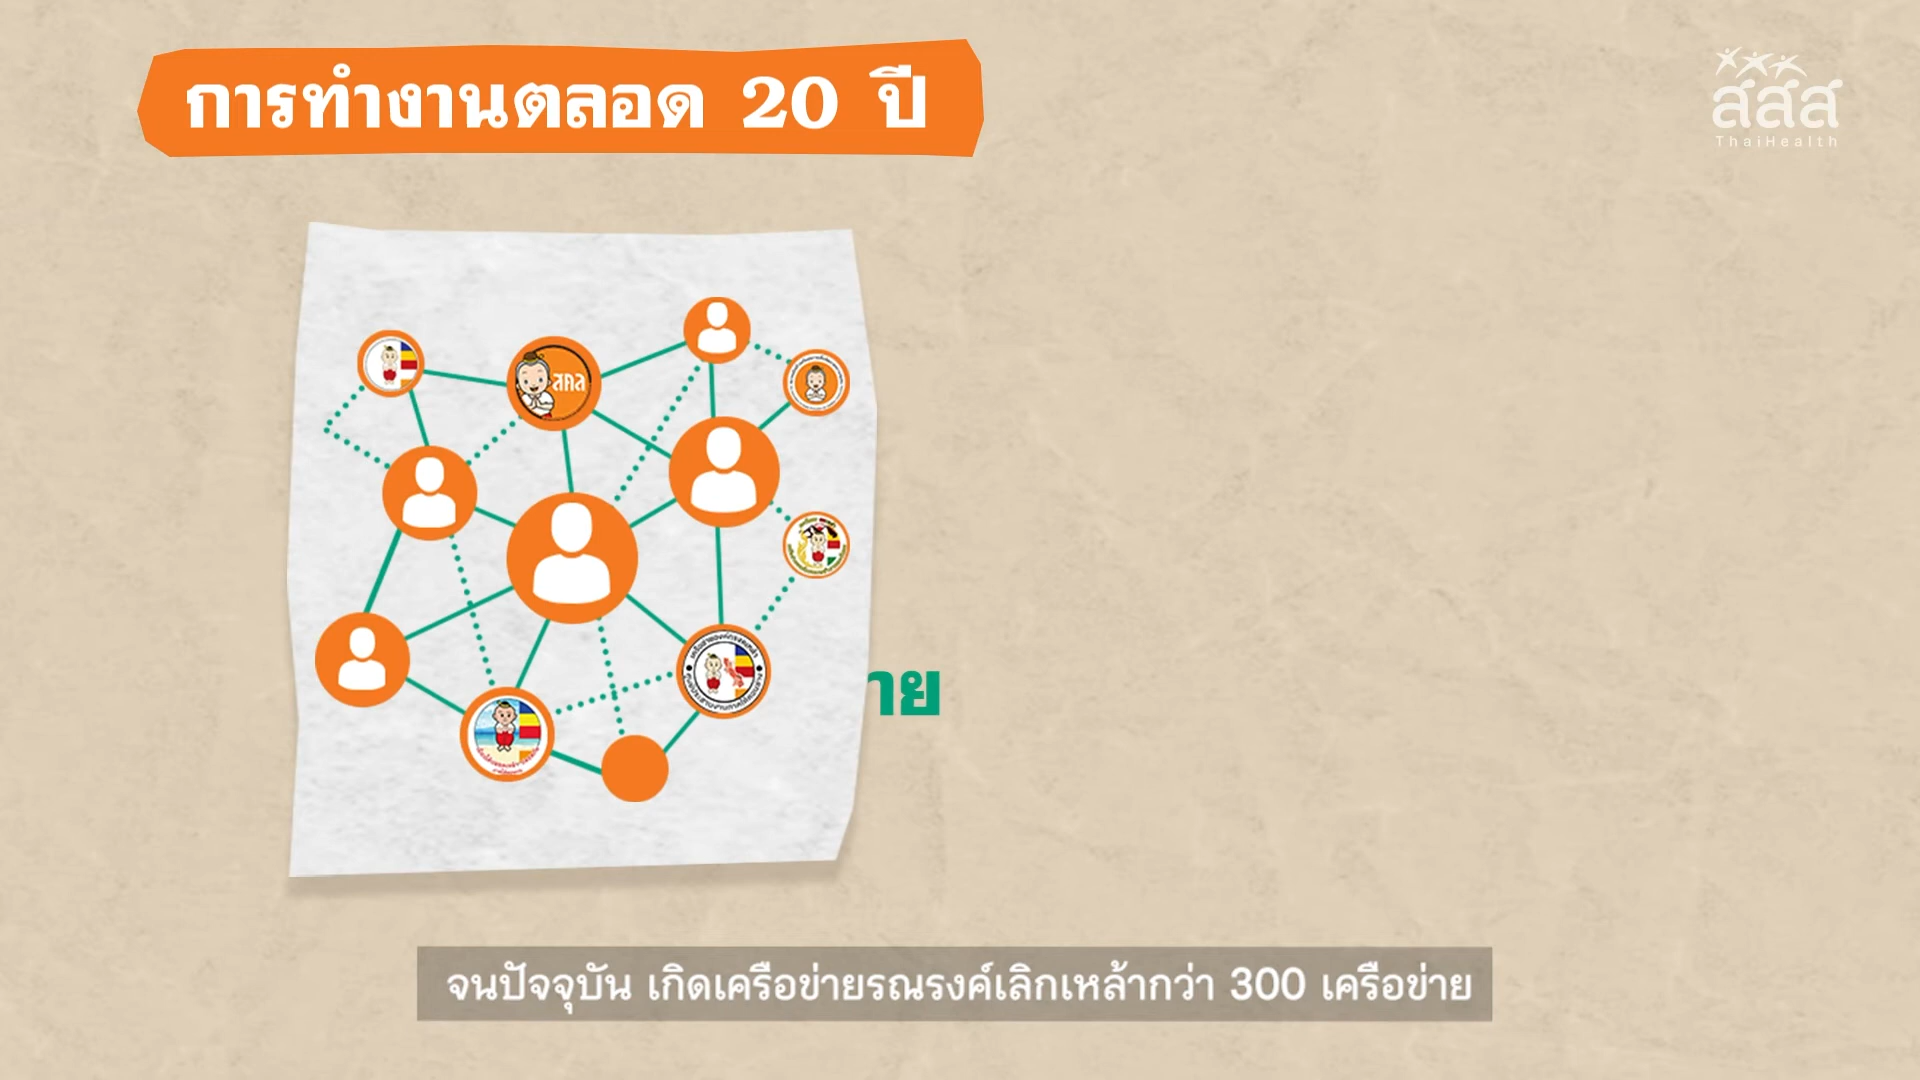 การทำงานตลอด 20 ปี
สสส
ThaiHealth
สคล
าย
จนปัจจุบัน เกิดเครือข่ายรณรงค์เลิกเหล้ากว่า 300 เครือข่าย